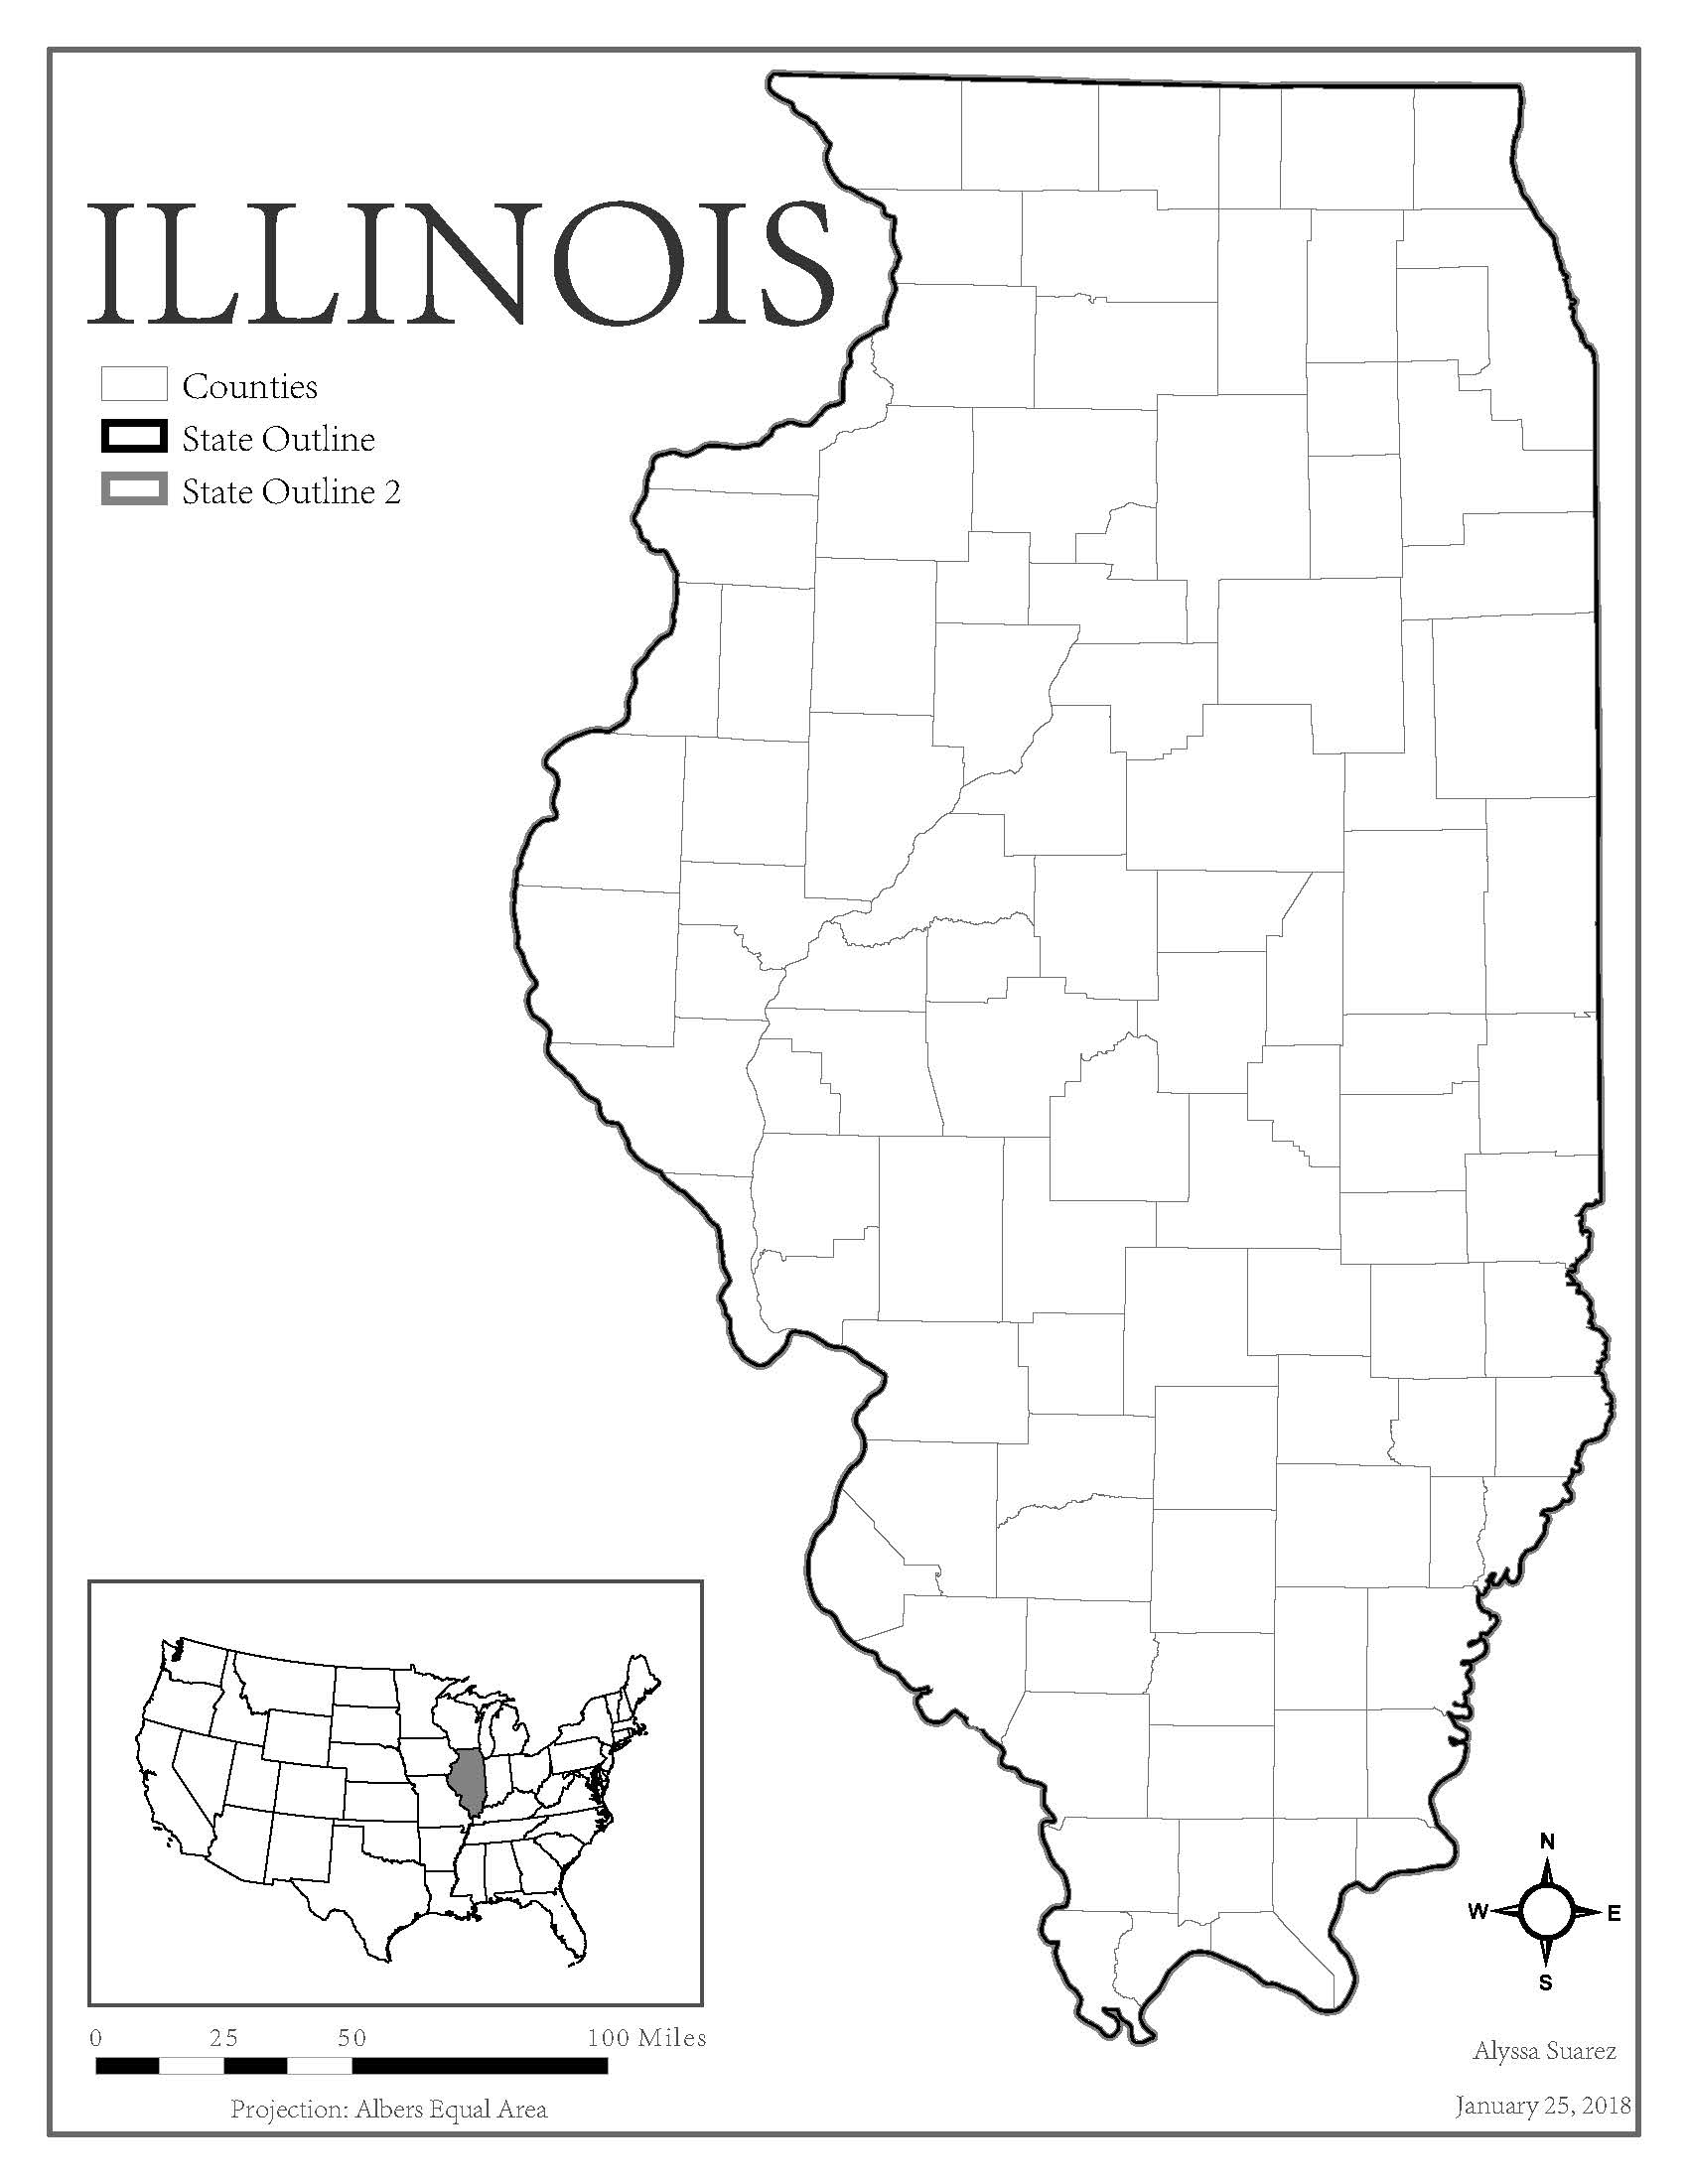 ILLINOIS
Counties
State Outline
State Outline 2
N
W E
S
0 25 50 100 Miles
Projection: Albers Equal Area
Alyssa Suarez
January 25, 2018